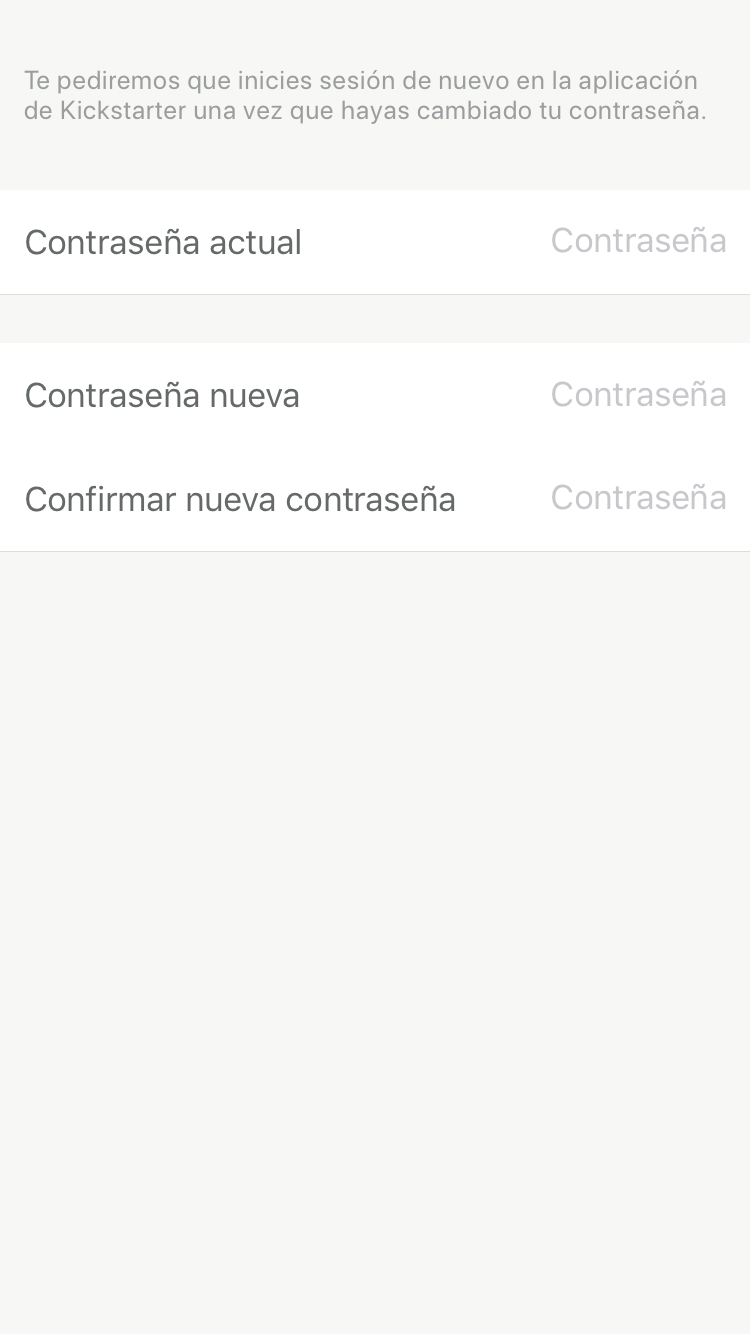 Te pediremos que inicies sesión de nuevo en la aplicación
de Kickstarter una vez que hayas cambiado tu contraseña.
Contraseña actual Contraseña
Contraseña nueva Contraseña
Confirmar nueva contraseña Contraseña